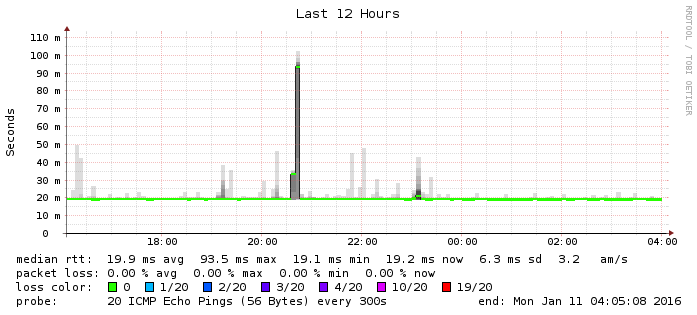 Last 12 Hours
RRDTOOL / TOBI OETIKER
Seconds
110 m
100 m
90 m
80 m
70 m
60 m
50 m
40 m
30 m
20 m
10 m
0
18:00 20:00 22:00 00:00 02:00 04:00
median rtt: 19.9 ms avg 93.5 ms max 19.1 ms min 19.2 ms now 6.3 ms sd 3.2 am/s
packet loss: 0.00 % avg 0.00 % max 0.00 % min 0.00 % now
loss color: 0 1/20 2/20 3/20 4/20 10/20 19/20
probe: 20 ICMP Echo Pings (56 Bytes) every 300s end: Mon Jan 11 04:05:08 2016